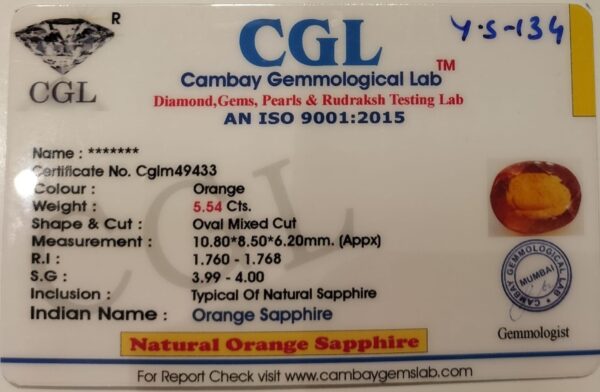 R
CGL
CGL
TM
Y·S-134
Cambay Gemmological Lab
Diamond,Gems, Pearls & Rudraksh Testing Lab
AN ISO 9001:2015
Name : *******
Certificate No. Cglm49433
Colour : Orange
Weight : 5.54 Cts.
Shape & Cut : Oval Mixed Cut
Measurement : 10.80*8.50*6.20mm. (Appx)
R.I : 1.760 - 1.768
S.G : 3.99 - 4.00
Inclusion : Typical Of Natural Sapphire
Indian Name : Orange Sapphire
CGL
CAMBAY GEMMOLOGICAL LAB
MUMBAI
Gemmologist
Natural Orange Sapphire
For Report Check visit www.cambaygemslab.com